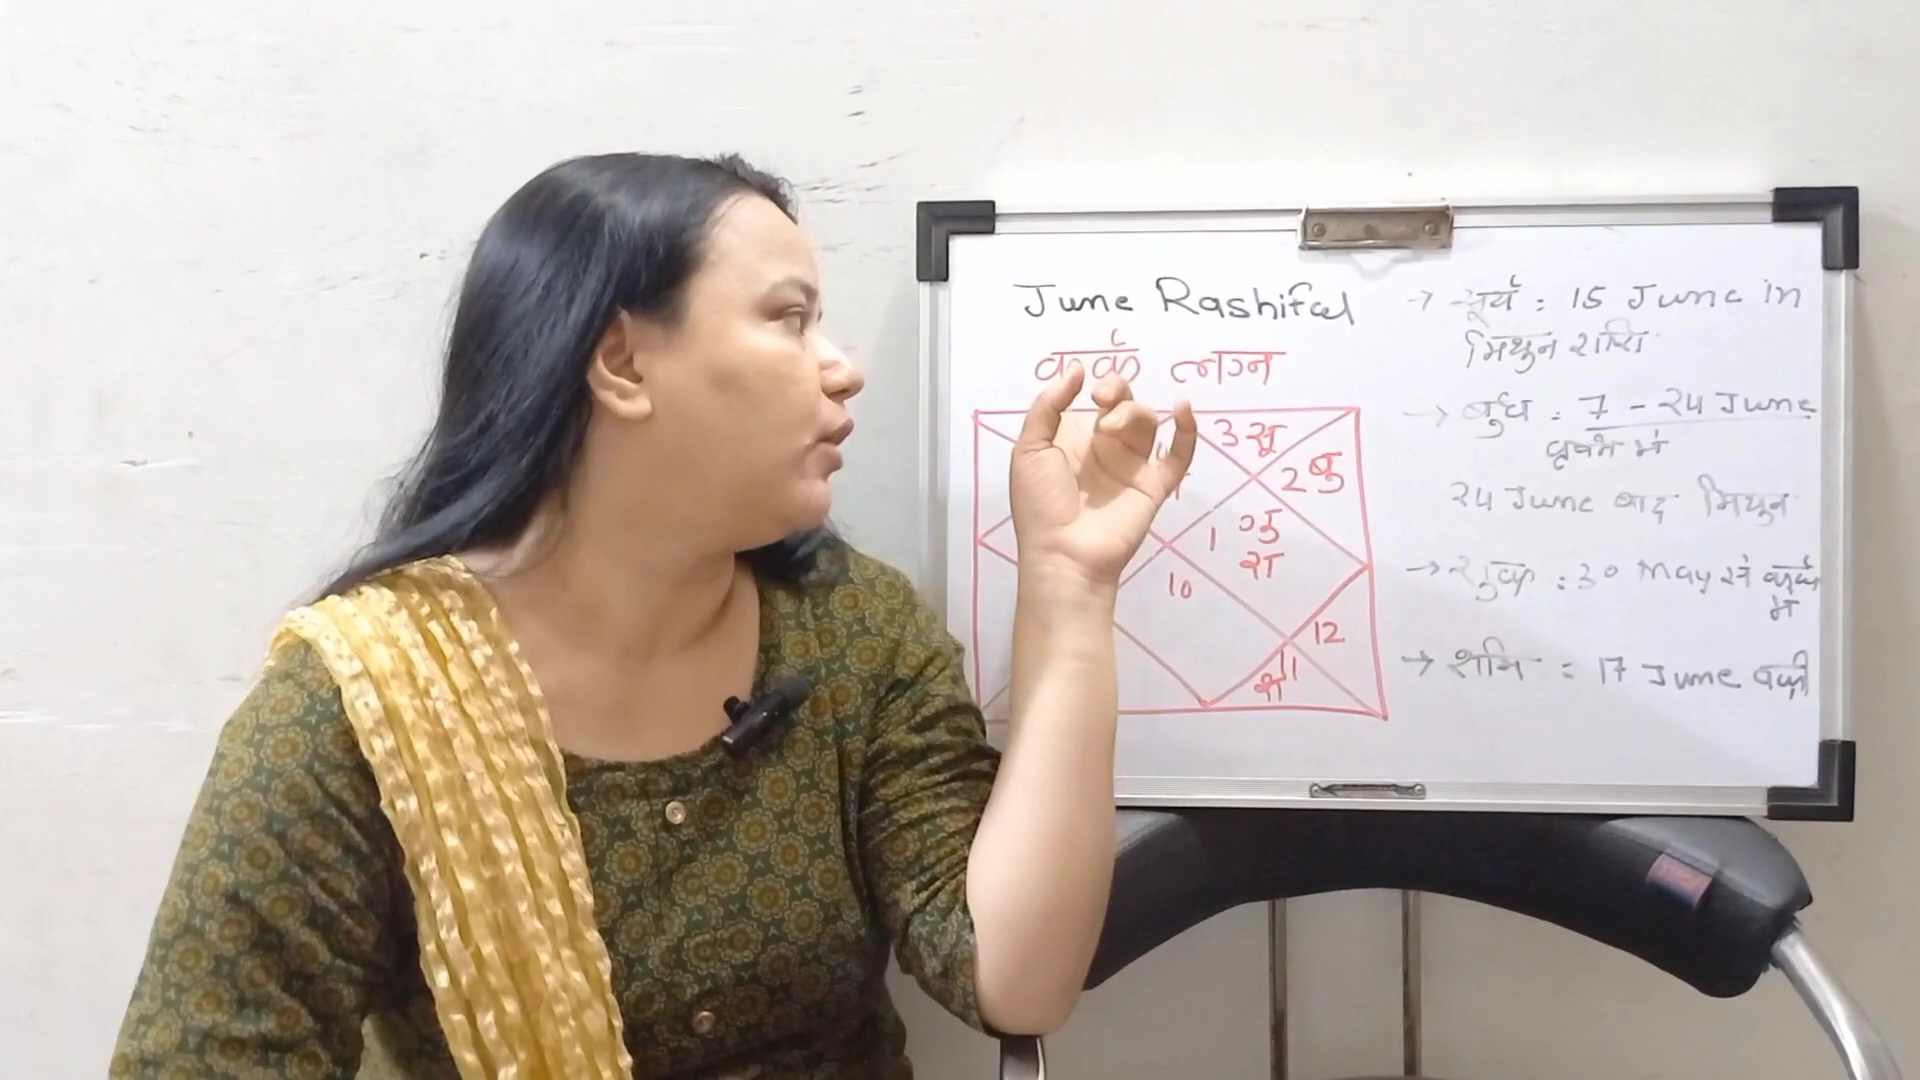 June Rashifal
कर्क लग्न
3 सू
2 बु
1 गु
रा
10
12
11
श
→ सूर्य : 15 June in
मिथुन राशि
→ बुध : 7 - 24 June
वृषभ में
24 June बाद मिथुन
→ शुक्र : 30 May से कर्क
में
→ शनि : 17 June वक्री